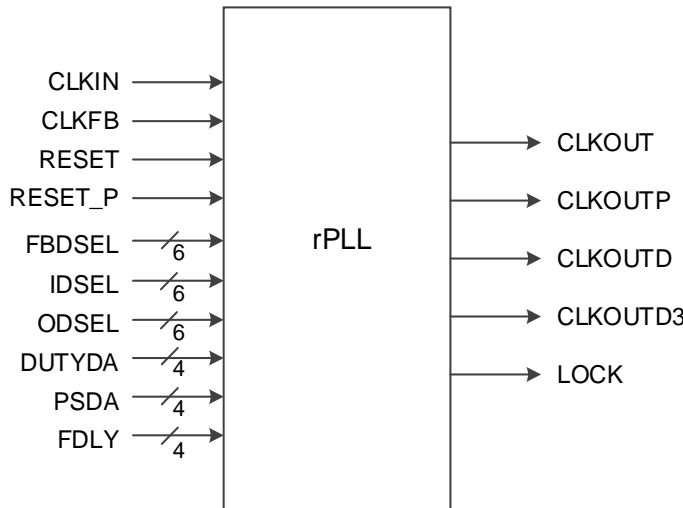 CLKIN
CLKFB
RESET
RESET_P
FBDSEL
6
IDSEL
6
ODSEL
6
DUTYDA
4
PSDA
4
FDLY
4
rPLL
CLKOUT
CLKOUTP
CLKOUTD
CLKOUTD3
LOCK